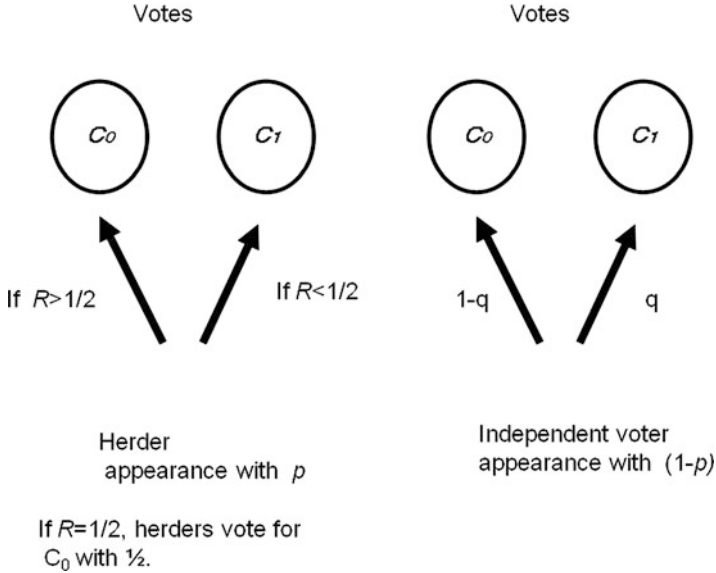 Votes
Votes
C0
C1
C0
C1
If R>1/2
If R<1/2
1-q
q
Herder
appearance with p
Independent voter
appearance with (1-p)
If R=1/2, herders vote for
C0 with ½.